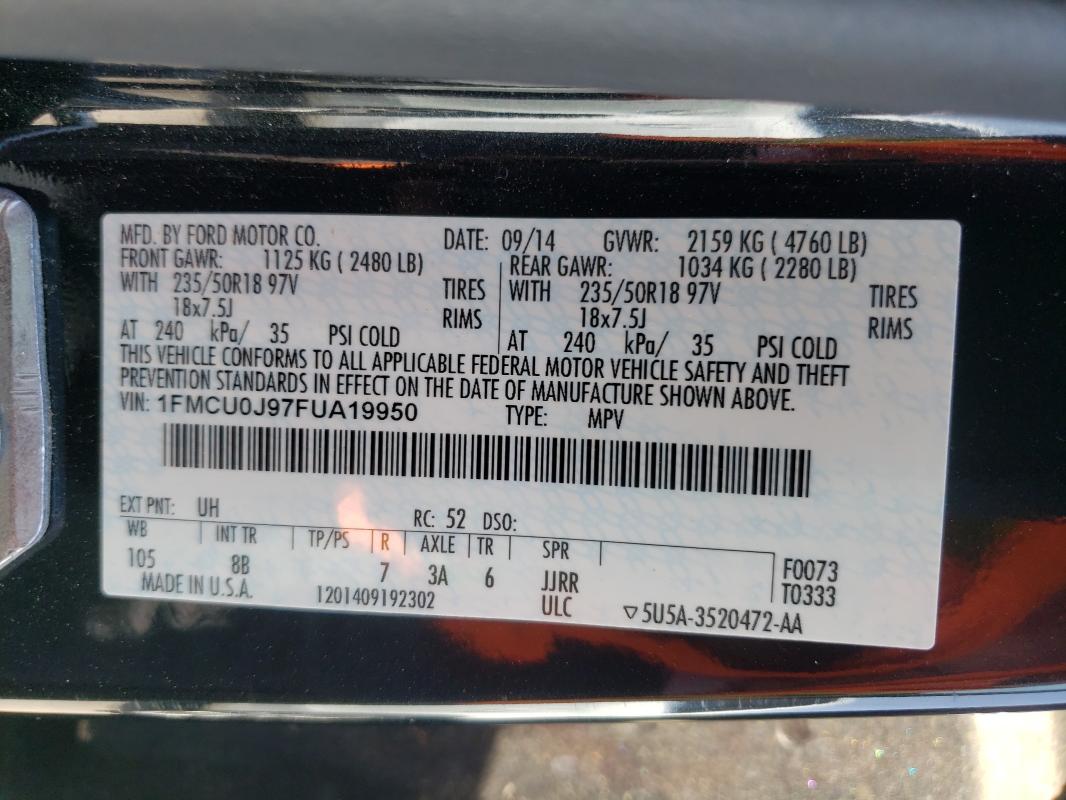 MFD. BY FORD MOTOR CO. DATE: 09/14 GVWR: 2159 KG ( 4760 LB)
FRONT GAWR: 1125 KG ( 2480 LB) REAR GAWR: 1034 KG ( 2280 LB)
WITH 235/50R18 97V TIRES WITH 235/50R18 97V TIRES
18x7.5J RIMS 18x7.5J RIMS
AT 240 kPa/ 35 PSI COLD AT 240 kPa/ 35 PSI COLD
THIS VEHICLE CONFORMS TO ALL APPLICABLE FEDERAL MOTOR VEHICLE SAFETY AND THEFT
PREVENTION STANDARDS IN EFFECT ON THE DATE OF MANUFACTURE SHOWN ABOVE.
VIN: 1FMCU0J97FUA19950 TYPE: MPV
EXT PNT: UH RC: 52 DSO:
WB INT TR TP/PS R AXLE TR SPR
105 8B 7 3A 6 JJRR F0073
MADE IN U.S.A. 1201409192302 ULC T0333
▽5U5A-3520472-AA